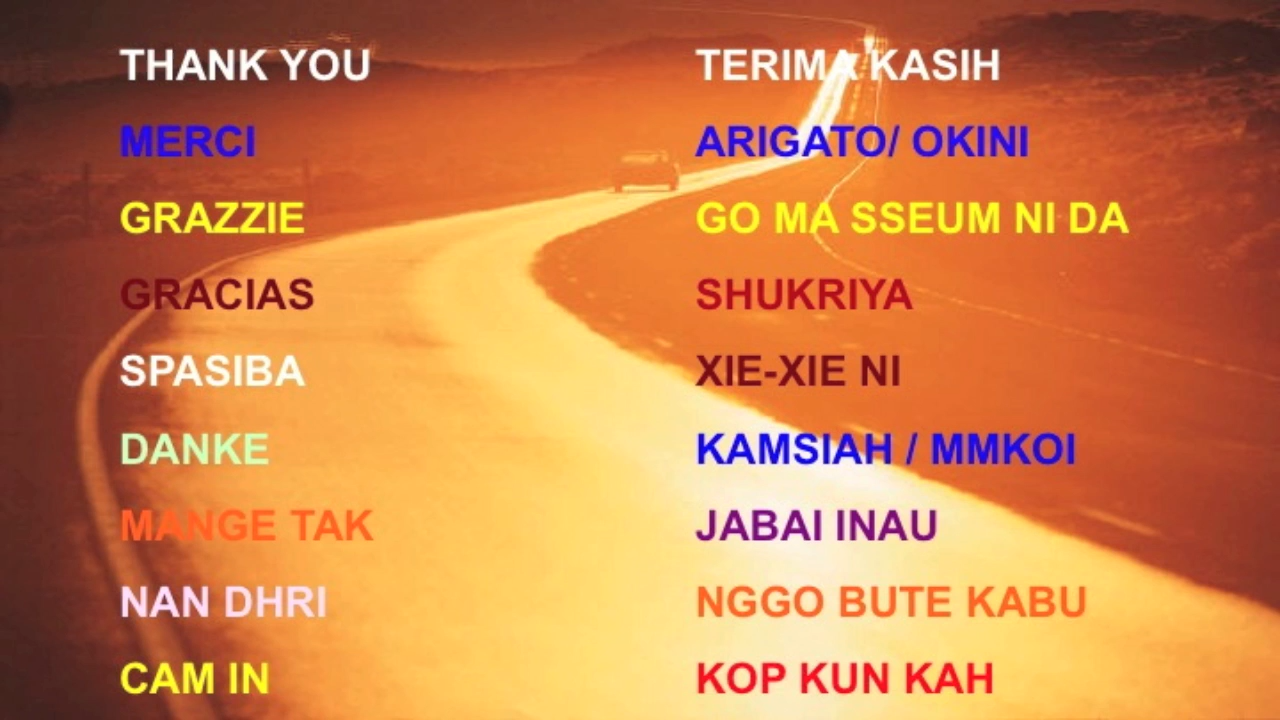 THANK YOU
MERCI
GRAZZIE
GRACIAS
SPASIBA
DANKE
MANGE TAK
NAN DHRI
CAM IN
TERIMA KASIH
ARIGATO/ OKINI
GO MA SSEUM NI DA
SHUKRIYA
XIE-XIE NI
KAMSIAH / MMKOI
JABAI INAU
NGGO BUTE KABU
KOP KUN KAH